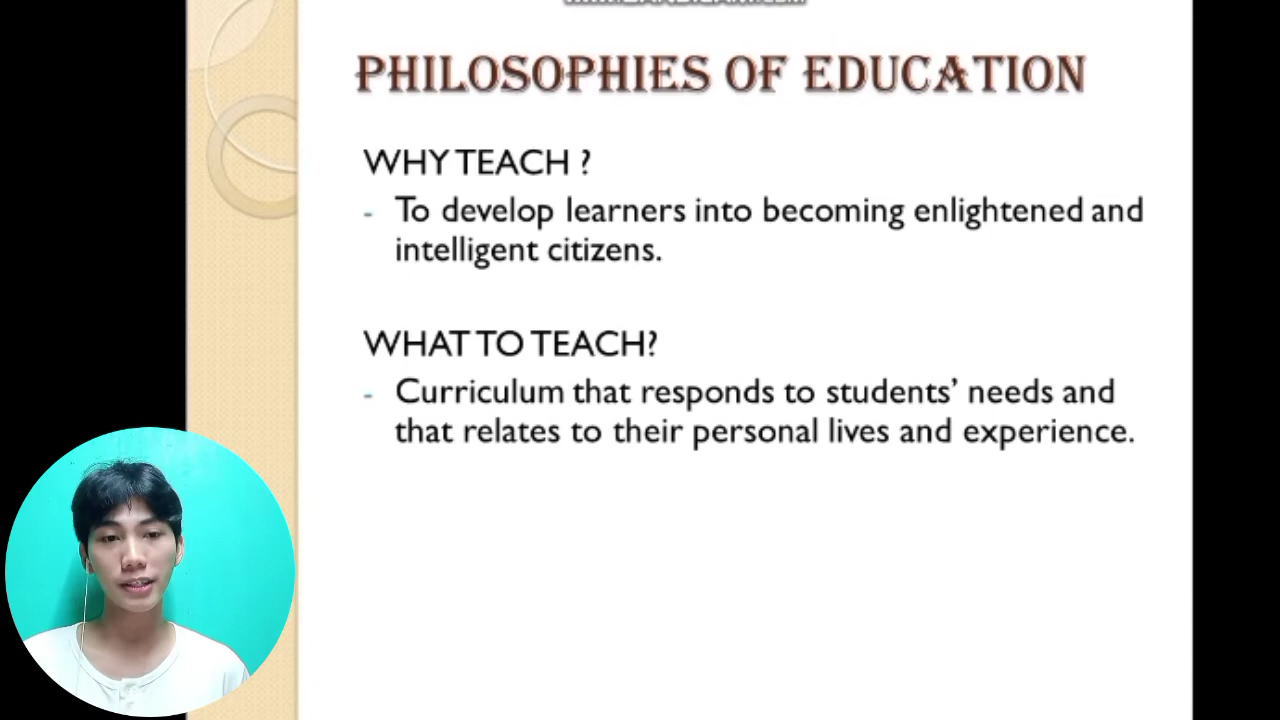 PHILOSOPHIES OF EDUCATION
WHY TEACH ?
- To develop learners into becoming enlightened and
intelligent citizens.
WHAT TO TEACH?
- Curriculum that responds to students’ needs and
that relates to their personal lives and experience.